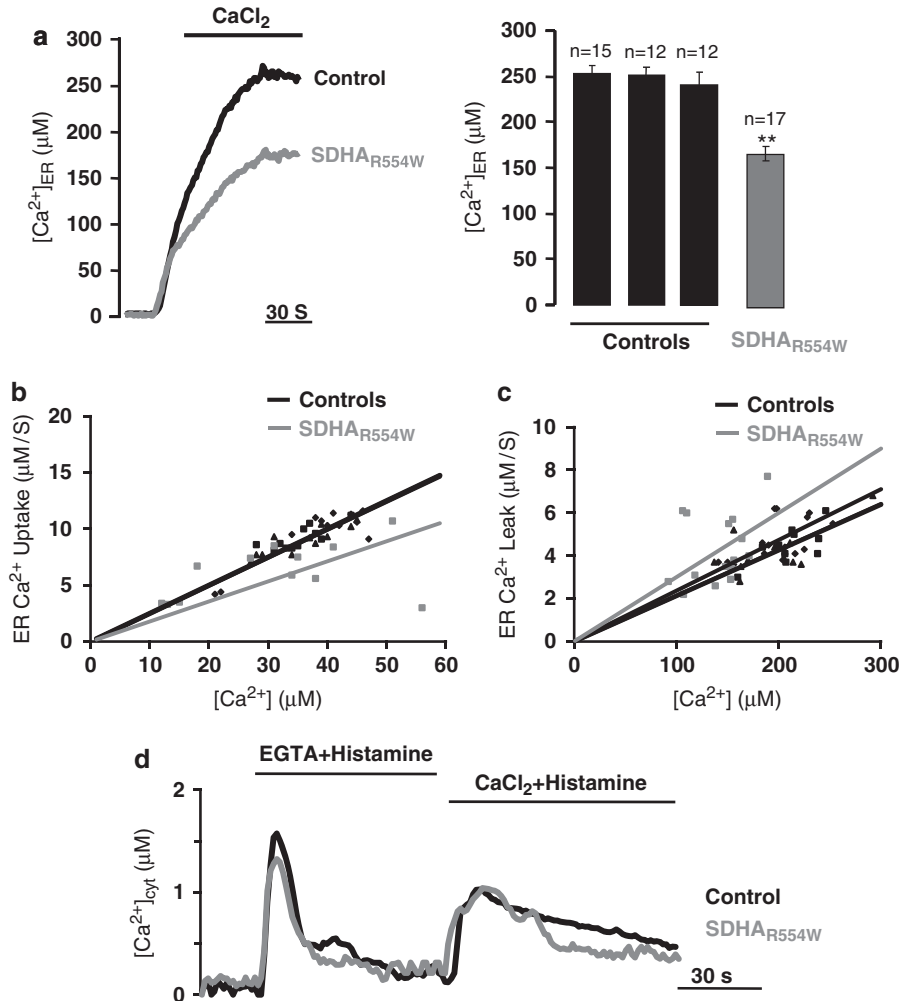 a
CaCl2
300
250
200
150
100
50
0
[Ca2+]ER (µM)
Control
SDHAR554W
30 S
300
250
200
150
100
50
0
[Ca2+]ER (µM)
n=15 n=12 n=12
n=17
**
Controls
SDHAR554W
b
Controls
SDHAR554W
20
15
10
5
0
ER Ca2+ Uptake (µM/S)
0 10 20 30 40 50 60
[Ca2+] (µM)
c
Controls
SDHAR554W
10
8
6
4
2
0
ER Ca2+ Leak (µM/S)
0 100 200 300
[Ca2+] (µM)
d
EGTA+Histamine
CaCl2+Histamine
2
1
0
[Ca2+]cyt (µM)
Control
SDHAR554W
30 s